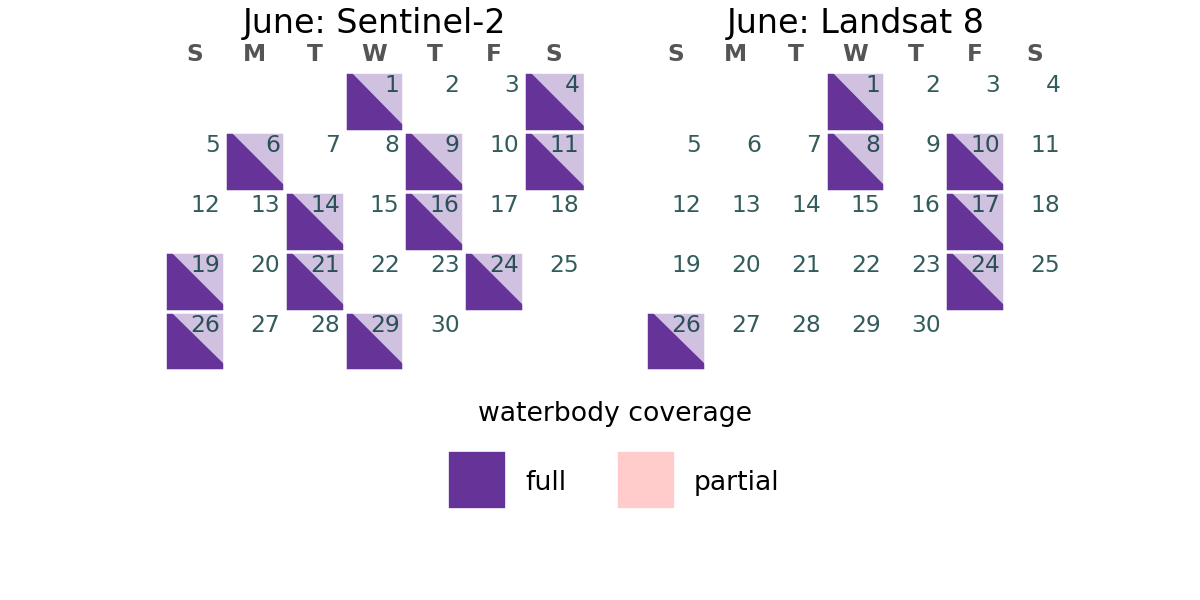 June: Sentinel-2
S M T W T F S
1 2 3 4
5 6 7 8 9 10 11
12 13 14 15 16 17 18
19 20 21 22 23 24 25
26 27 28 29 30
June: Landsat 8
S M T W T F S
1 2 3 4
5 6 7 8 9 10 11
12 13 14 15 16 17 18
19 20 21 22 23 24 25
26 27 28 29 30
waterbody coverage
full partial